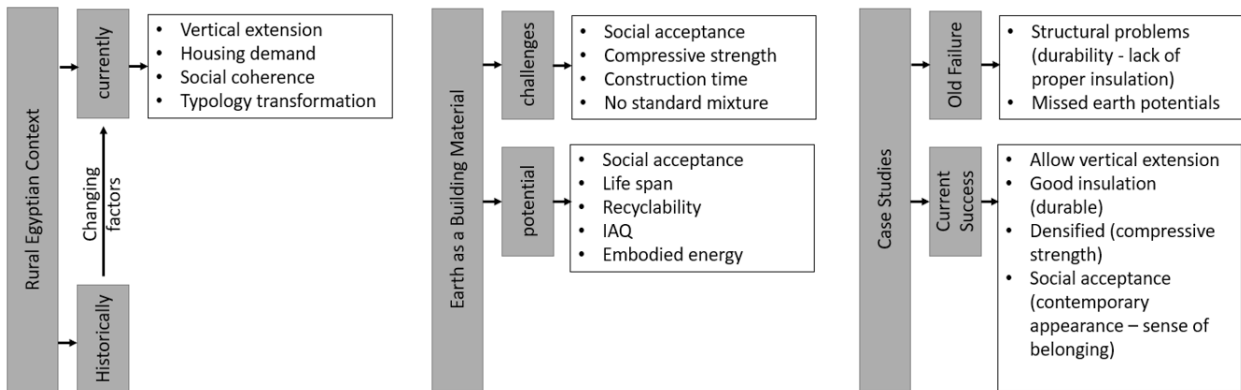 Rural Egyptian Context
currently
• Vertical extension
• Housing demand
• Social coherence
• Typology transformation
Changing
factors
Historically
Earth as a Building Material
challenges
• Social acceptance
• Compressive strength
• Construction time
• No standard mixture
potential
• Social acceptance
• Life span
• Recyclability
• IAQ
• Embodied energy
Case Studies
Old Failure
• Structural problems
(durability - lack of
proper insulation)
• Missed earth potentials
Current
Success
• Allow vertical extension
• Good insulation
(durable)
• Densified (compressive
strength)
• Social acceptance
(contemporary
appearance – sense of
belonging)